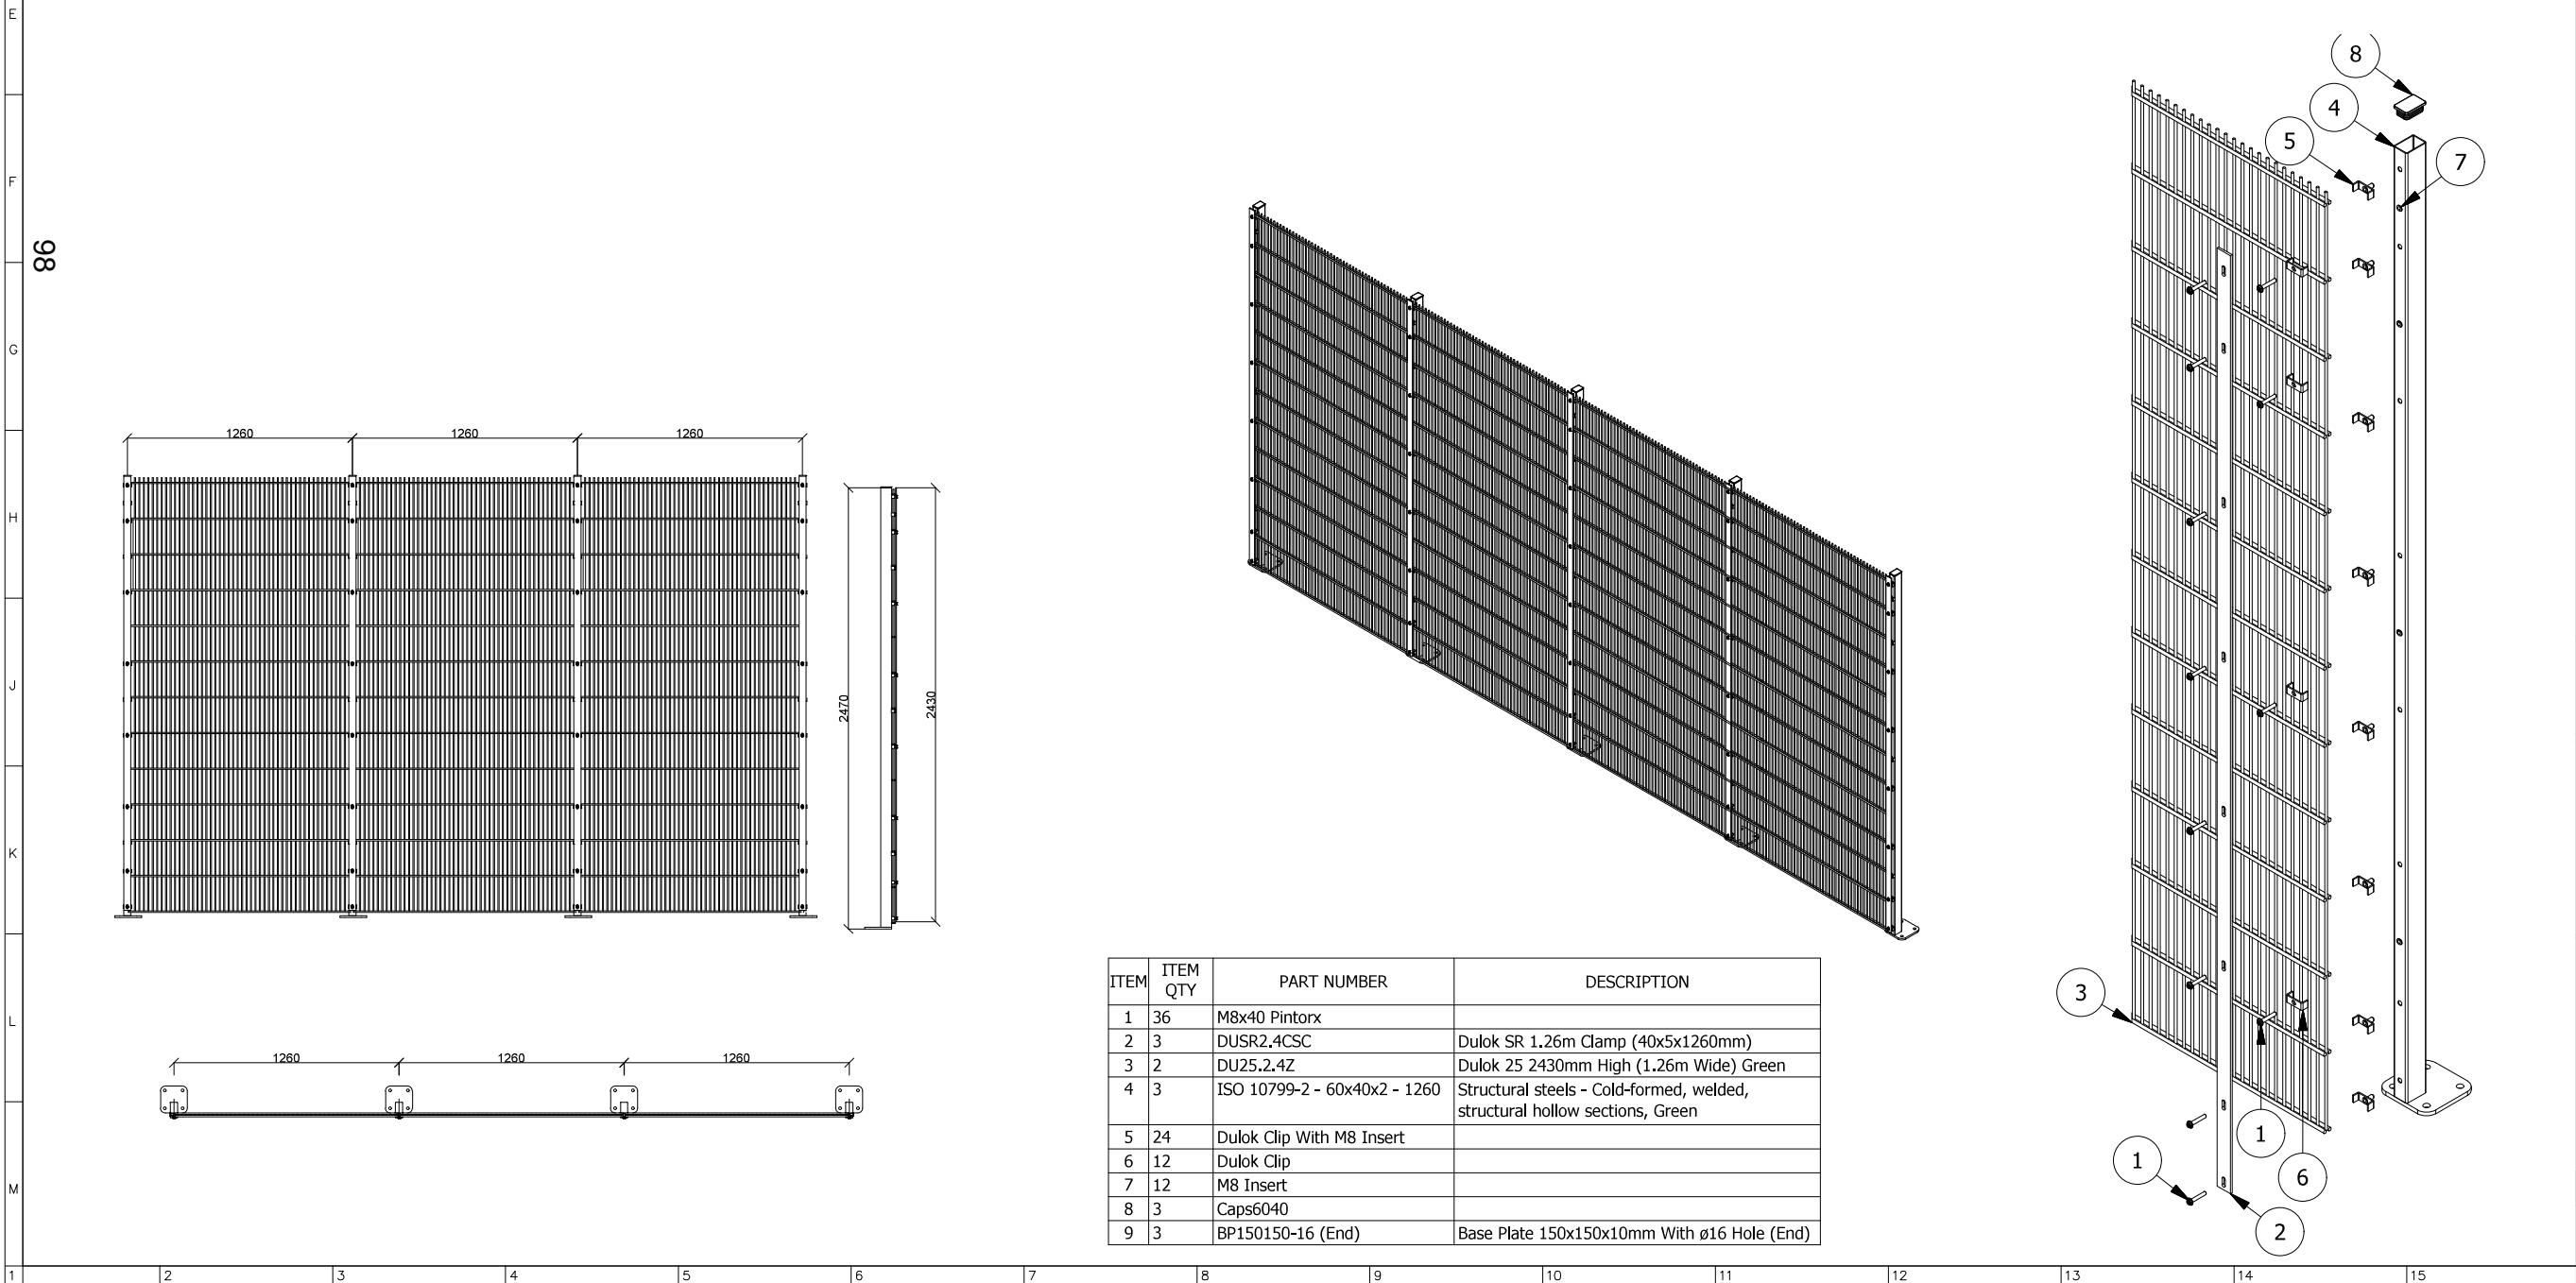 E
F
G
H
J
K
L
M
98
1260 1260 1260
2470
2430
1260 1260 1260
8
4
5
7
3
1
1
6
2
ITEM ITEM QTY PART NUMBER DESCRIPTION
1 36 M8x40 Pintorx
2 3 DUSR2.4CSC Dulok SR 1.26m Clamp (40x5x1260mm)
3 2 DU25.2.4Z Dulok 25 2430mm High (1.26m Wide) Green
4 3 ISO 10799-2 - 60x40x2 - 1260 Structural steels - Cold-formed, welded,
structural hollow sections, Green
5 24 Dulok Clip With M8 Insert
6 12 Dulok Clip
7 12 M8 Insert
8 3 Caps6040
9 3 BP150150-16 (End) Base Plate 150x150x10mm With ø16 Hole (End)
1 2 3 4 5 6 7 8 9 10 11 12 13 14 15